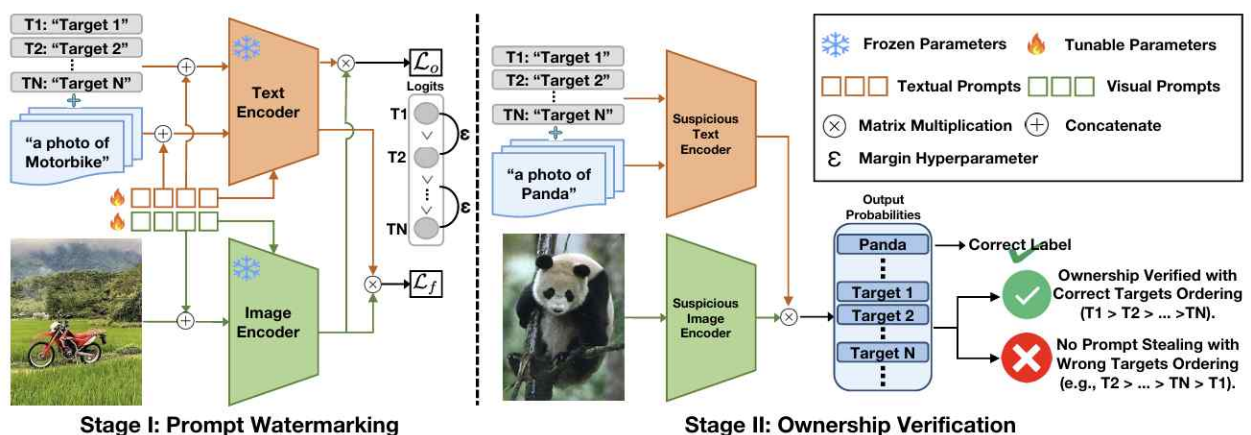 T1: “Target 1”
T2: “Target 2”
TN: “Target N”
“a photo of
Motorbike”
Text
Encoder
Image
Encoder
ℒo
Logits
T1
ε
T2
ε
TN
ℒf
Stage I: Prompt Watermarking
T1: “Target 1”
T2: “Target 2”
TN: “Target N”
“a photo of
Panda”
Suspicious
Text
Encoder
Suspicious
Image
Encoder
Frozen Parameters
Tunable Parameters
Textual Prompts
Visual Prompts
Matrix Multiplication
Concatenate
ε Margin Hyperparameter
Output
Probabilities
Panda
Target 1
Target 2
Target N
Correct Label
Ownership Verified with
Correct Targets Ordering
(T1 > T2 > ... >TN).
No Prompt Stealing with
Wrong Targets Ordering
(e.g., T2 > ... > TN > T1).
Stage II: Ownership Verification